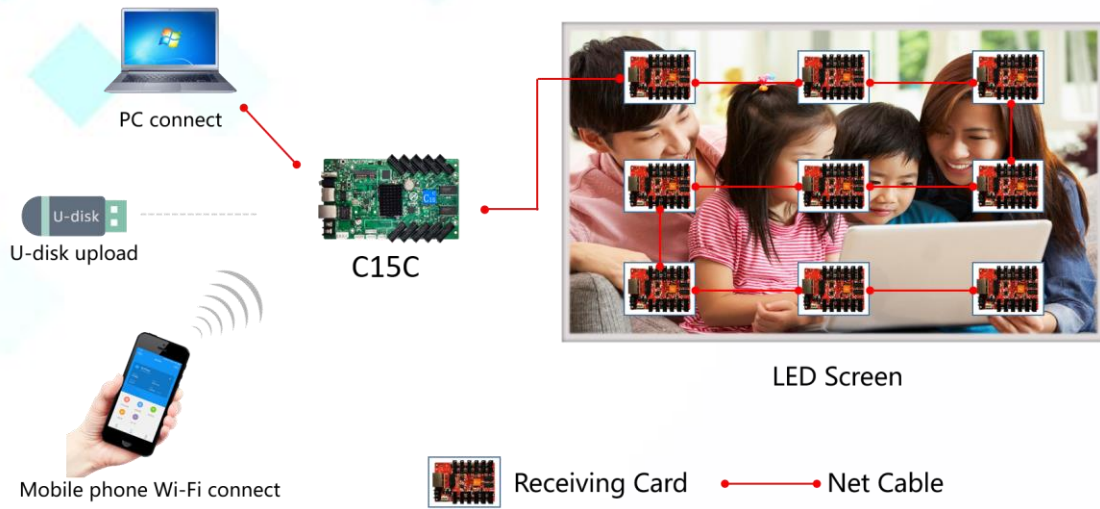 PC connect
U-disk
U-disk upload
C15C
Mobile phone Wi-Fi connect
LED Screen
Receiving Card
Net Cable